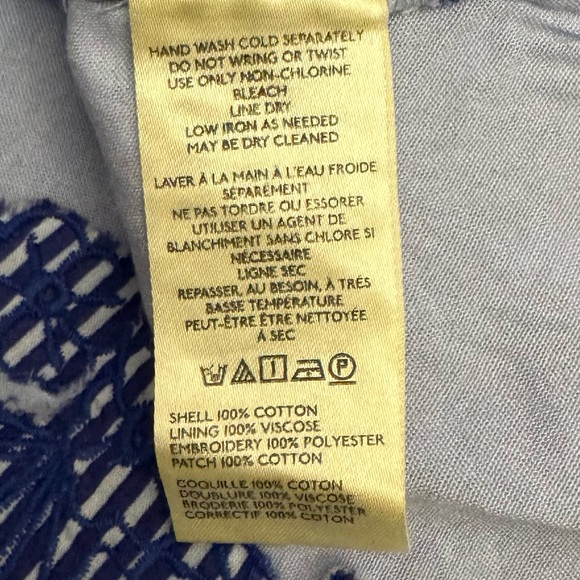 HAND WASH COLD SEPARATELY
DO NOT WRING OR TWIST
USE ONLY NON-CHLORINE
BLEACH
LINE DRY
LOW IRON AS NEEDED
MAY BE DRY CLEANED
LAVER À LA MAIN À L'EAU FROIDE
SÉPARÉMENT
NE PAS TORDRE OU ESSORER
UTILISER UN AGENT DE
BLANCHIMENT SANS CHLORE SI
NÉCESSAIRE
LIGNE SEC
REPASSER, AU BESOIN, À TRÉS
BASSE TEMPÉRATURE
PEUT-ÊTRE ÊTRE NETTOYÉE
À SEC
P
SHELL 100% COTTON
LINING 100% VISCOSE
EMBROIDERY 100% POLYESTER
PATCH 100% COTTON
COQUILLE 100% COTON
DOUBLURE 100% VISCOSE
BRODERIE 100% POLYESTER
CORRECTIF 100% COTON